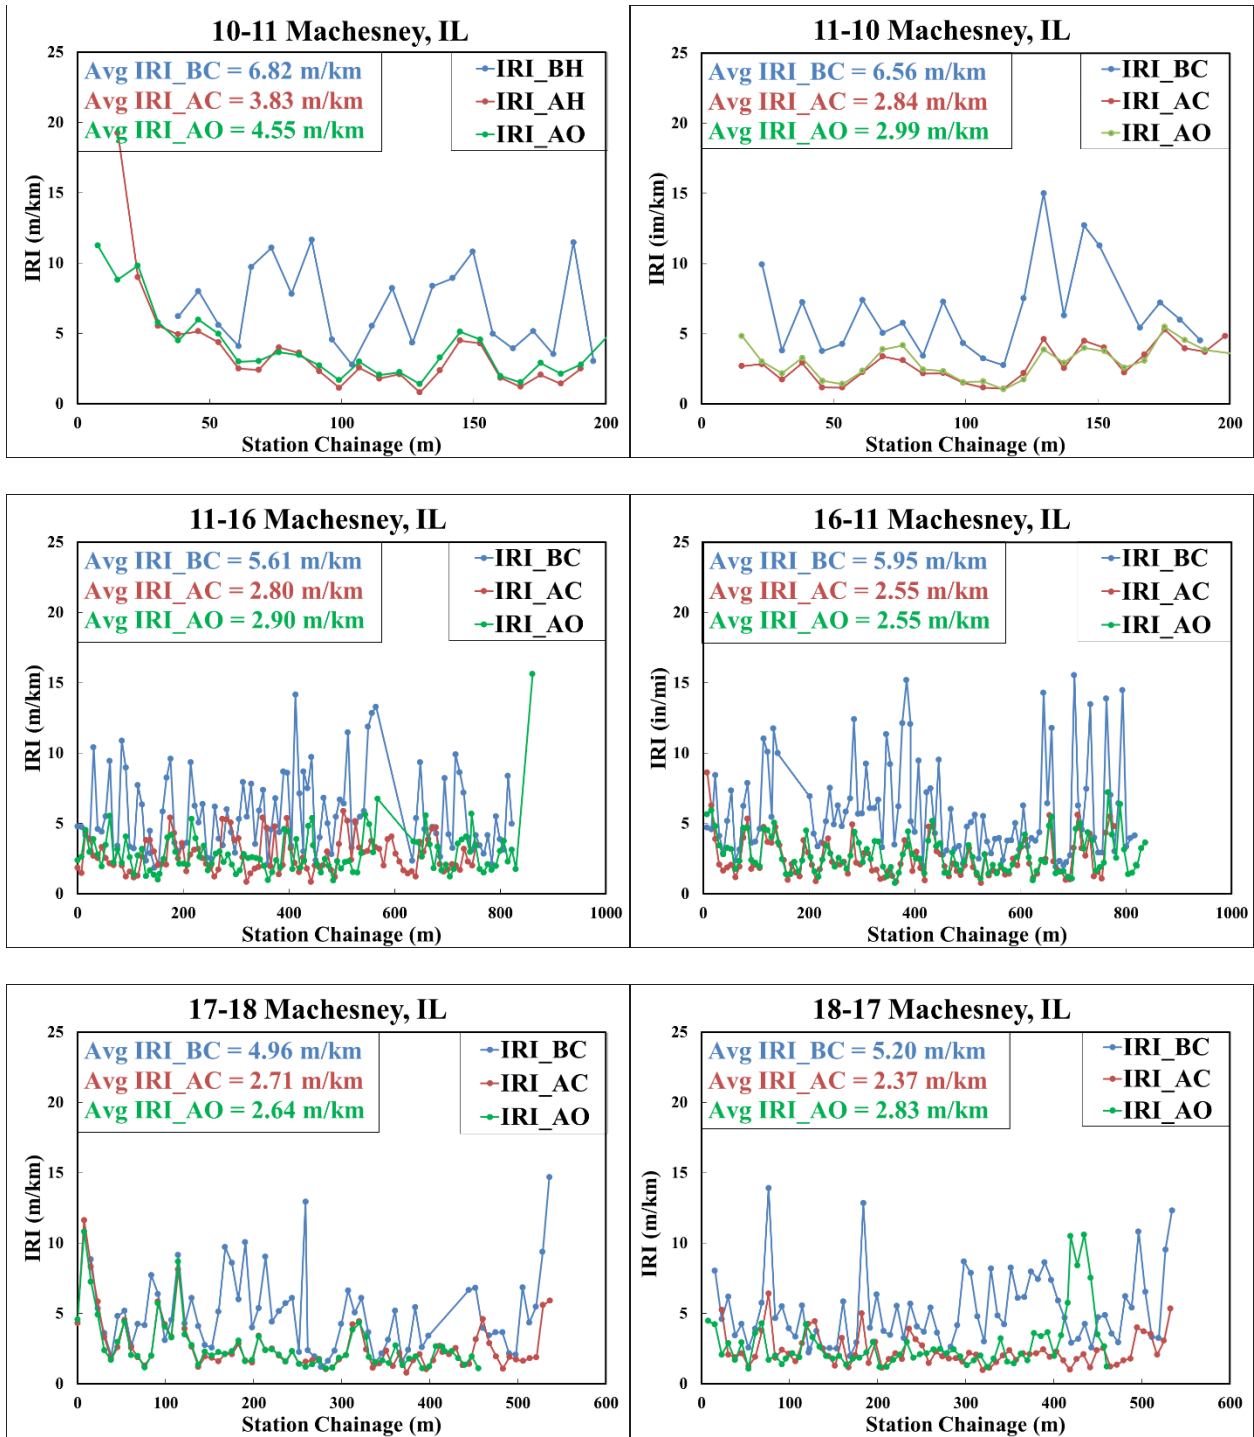 10-11 Machesney, IL
Avg IRI_BC = 6.82 m/km
Avg IRI_AC = 3.83 m/km
Avg IRI_AO = 4.55 m/km
IRI_BH
IRI_AH
IRI_AO
IRI (m/km)
25
20
15
10
5
0
0
50
100
150
200
Station Chainage (m)
11-10 Machesney, IL
Avg IRI_BC = 6.56 m/km
Avg IRI_AC = 2.84 m/km
Avg IRI_AO = 2.99 m/km
IRI_BC
IRI_AC
IRI_AO
IRI (im/km)
25
20
15
10
5
0
0
50
100
150
200
Station Chainage (m)
11-16 Machesney, IL
Avg IRI_BC = 5.61 m/km
Avg IRI_AC = 2.80 m/km
Avg IRI_AO = 2.90 m/km
IRI_BC
IRI_AC
IRI_AO
IRI (m/km)
25
20
15
10
5
0
0
200
400
600
800
1000
Station Chainage (m)
16-11 Machesney, IL
Avg IRI_BC = 5.95 m/km
Avg IRI_AC = 2.55 m/km
Avg IRI_AO = 2.55 m/km
IRI_BC
IRI_AC
IRI_AO
IRI (in/mi)
25
20
15
10
5
0
0
200
400
600
800
1000
Station Chainage (m)
17-18 Machesney, IL
Avg IRI_BC = 4.96 m/km
Avg IRI_AC = 2.71 m/km
Avg IRI_AO = 2.64 m/km
IRI_BC
IRI_AC
IRI_AO
IRI (m/km)
25
20
15
10
5
0
0
100
200
300
400
500
600
Station Chainage (m)
18-17 Machesney, IL
Avg IRI_BC = 5.20 m/km
Avg IRI_AC = 2.37 m/km
Avg IRI_AO = 2.83 m/km
IRI_BC
IRI_AC
IRI_AO
IRI (m/km)
25
20
15
10
5
0
0
100
200
300
400
500
600
Station Chainage (m)